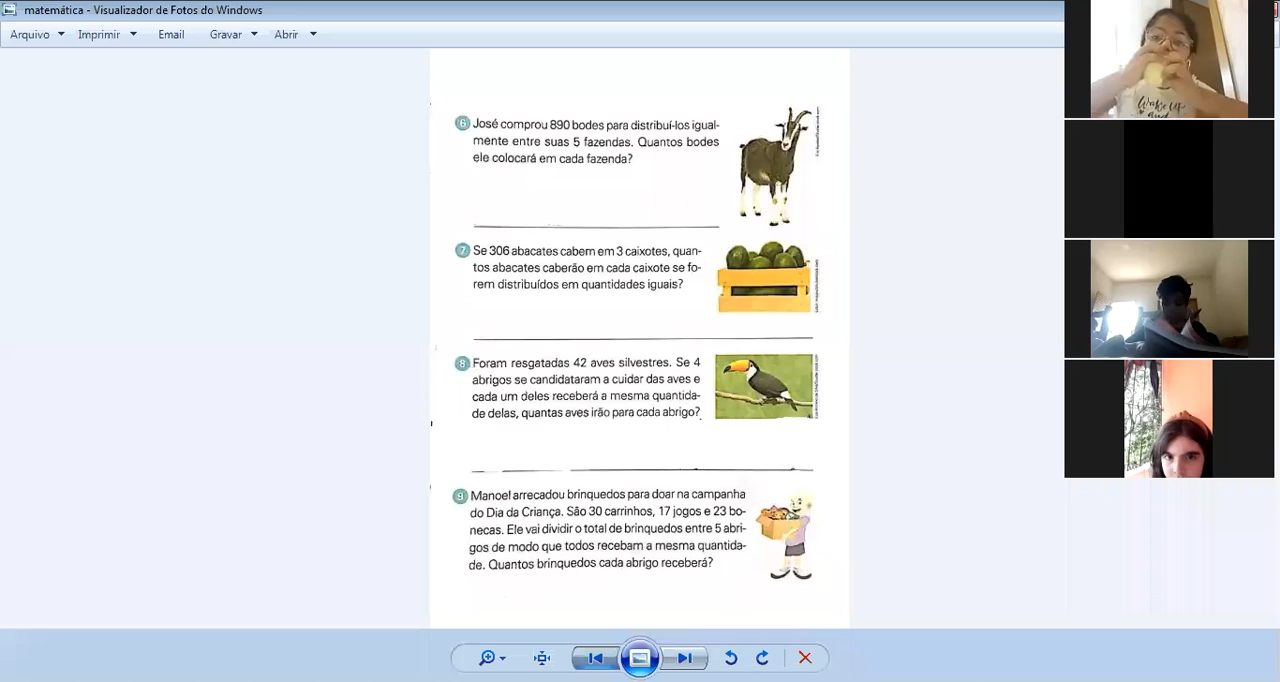 matemática - Visualizador de Fotos do Windows
Arquivo Imprimir Email Gravar Abrir
6 José comprou 890 bodes para distribuí-los igual-
mente entre suas 5 fazendas. Quantos bodes
ele colocará em cada fazenda?
7 Se 306 abacates cabem em 3 caixotes, quan-
tos abacates caberão em cada caixote se fo-
rem distribuídos em quantidades iguais?
8 Foram resgatadas 42 aves silvestres. Se 4
abrigos se candidataram a cuidar das aves e
cada um deles receberá a mesma quantida-
de delas, quantas aves irão para cada abrigo?
9 Manoel arrecadou brinquedos para doar na campanha
do Dia da Criança. São 30 carrinhos, 17 jogos e 23 bo-
necas. Ele vai dividir o total de brinquedos entre 5 abri-
gos de modo que todos recebam a mesma quantida-
de. Quantos brinquedos cada abrigo receberá?
Wake up
and